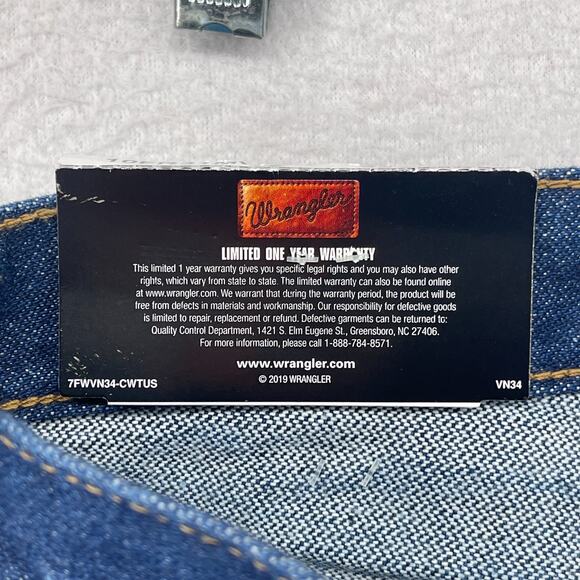 Wrangler
LIMITED ONE YEAR WARRANTY
This limited 1 year warranty gives you specific legal rights and you may also have other
rights, which vary from state to state. The limited warranty can also be found online
at www.wrangler.com. We warrant that during the warranty period, the product will be
free from defects in materials and workmanship. Our responsibility for defective goods
is limited to repair, replacement or refund. Defective garments can be returned to:
Quality Control Department, 1421 S. Elm Eugene St., Greensboro, NC 27406.
For more information, please call 1-888-784-8571.
www.wrangler.com
© 2019 WRANGLER
7FWVN34-CWTUS
VN34